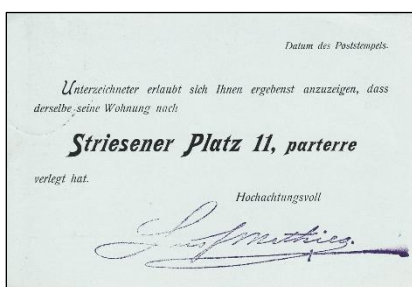 Datum des Poststempels.
Unterzeichneter erlaubt sich Ihnen ergebenst anzuzeigen, dass
derselbe seine Wohnung nach
Striesener Platz 11, parterre
verlegt hat.
Hochachtungsvoll